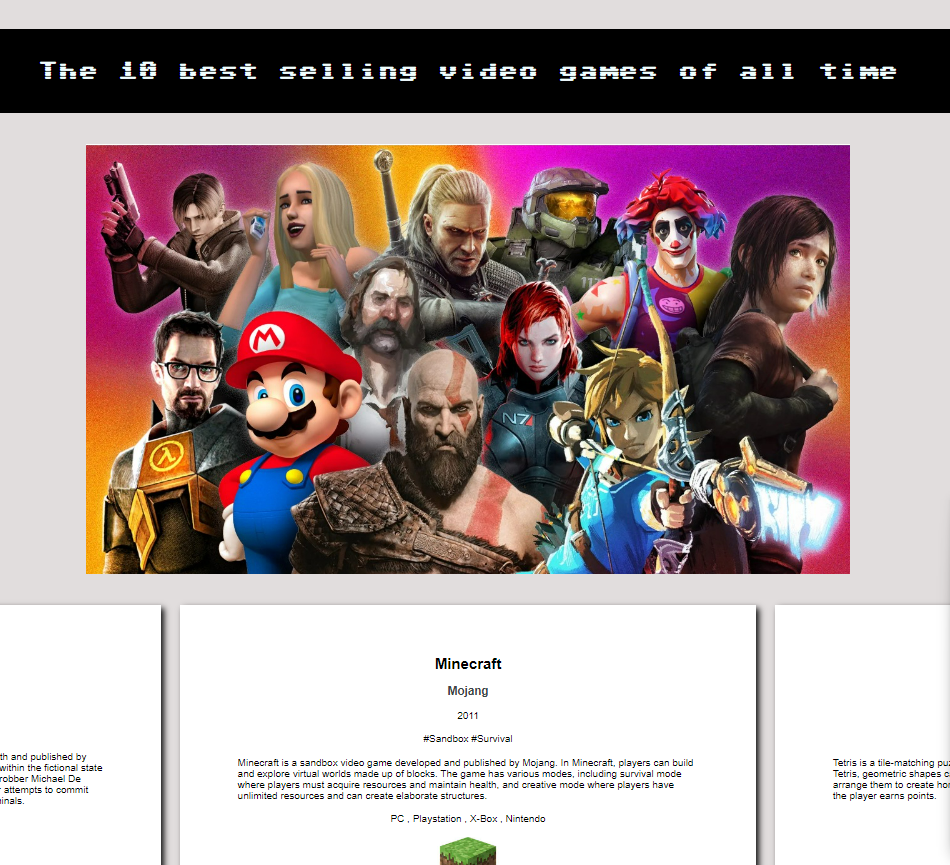 The 10 best selling video games of all time
N7
th and published by
within the fictional state
robber Michael De
attempts to commit
inals.
Minecraft
Mojang
2011
#Sandbox #Survival
Minecraft is a sandbox video game developed and published by Mojang. In Minecraft, players can build
and explore virtual worlds made up of blocks. The game has various modes, including survival mode
where players must acquire resources and maintain health, and creative mode where players have
unlimited resources and can create elaborate structures.
PC , Playstation , X-Box , Nintendo
Tetris is a tile-matching puz
Tetris, geometric shapes c
arrange them to create hor
the player earns points.